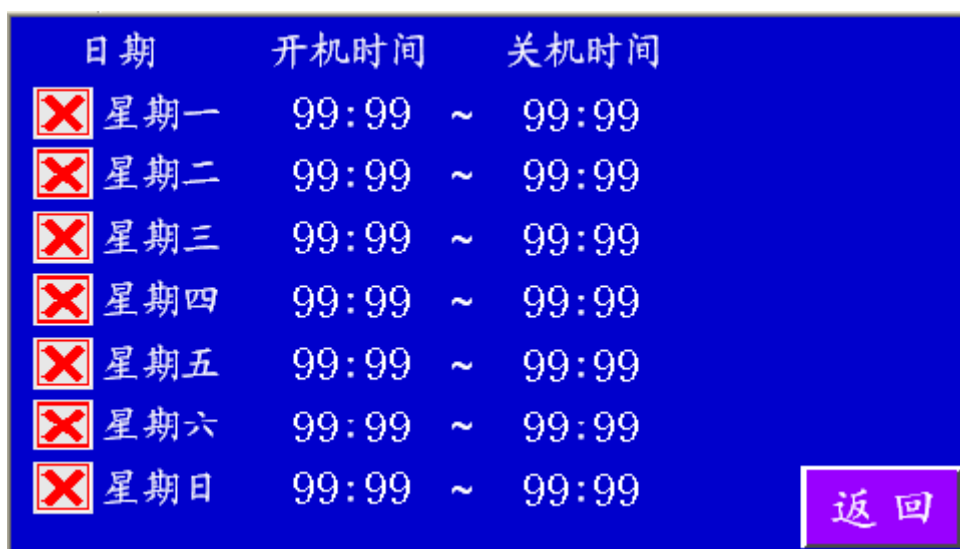 日期 开机时间 关机时间
星期一 99:99 ~ 99:99
星期二 99:99 ~ 99:99
星期三 99:99 ~ 99:99
星期四 99:99 ~ 99:99
星期五 99:99 ~ 99:99
星期六 99:99 ~ 99:99
星期日 99:99 ~ 99:99
返回